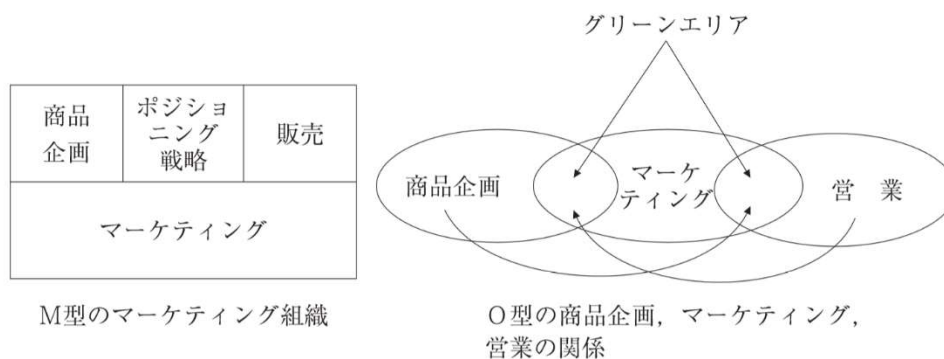 グリーンエリア
商品
企画
ポジショ
ニング
戦略
販売
マーケティング
M型のマーケティング組織
商品企画
マーケ
ティング
営　業
O型の商品企画，マーケティング，
営業の関係